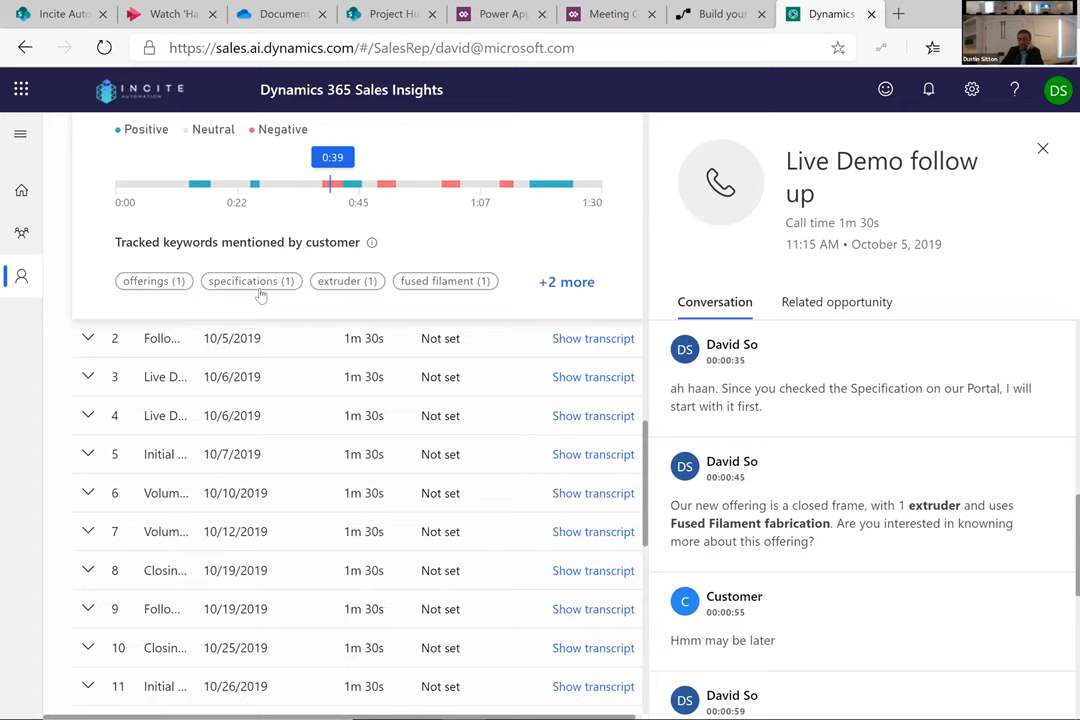 Incite Auto
Watch 'Ha
Document
Project Hu
Power App
Meeting C
Build your
Dynamics
https://sales.ai.dynamics.com/#/SalesRep/david@microsoft.com
Dustin Sitton
INCITE
AUTOMATION
Dynamics 365 Sales Insights
DS
Positive Neutral Negative
0:39
0:00 0:22 0:45 1:07 1:30
Tracked keywords mentioned by customer
offerings (1) specifications (1) extruder (1) fused filament (1) +2 more
2 Follo... 10/5/2019 1m 30s Not set Show transcript
3 Live D... 10/6/2019 1m 30s Not set Show transcript
4 Live D... 10/6/2019 1m 30s Not set Show transcript
5 Initial ... 10/7/2019 1m 30s Not set Show transcript
6 Volum... 10/10/2019 1m 30s Not set Show transcript
7 Volum... 10/12/2019 1m 30s Not set Show transcript
8 Closin... 10/19/2019 1m 30s Not set Show transcript
9 Follo... 10/19/2019 1m 30s Not set Show transcript
10 Closin... 10/25/2019 1m 30s Not set Show transcript
11 Initial ... 10/26/2019 1m 30s Not set Show transcript
Live Demo follow
up
Call time 1m 30s
11:15 AM • October 5, 2019
Conversation Related opportunity
DS David So
00:00:35
ah haan. Since you checked the Specification on our Portal, I will
start with it first.
DS David So
00:00:45
Our new offering is a closed frame, with 1 extruder and uses
Fused Filament fabrication. Are you interested in knowning
more about this offering?
C Customer
00:00:55
Hmm may be later
DS David So
00:00:59